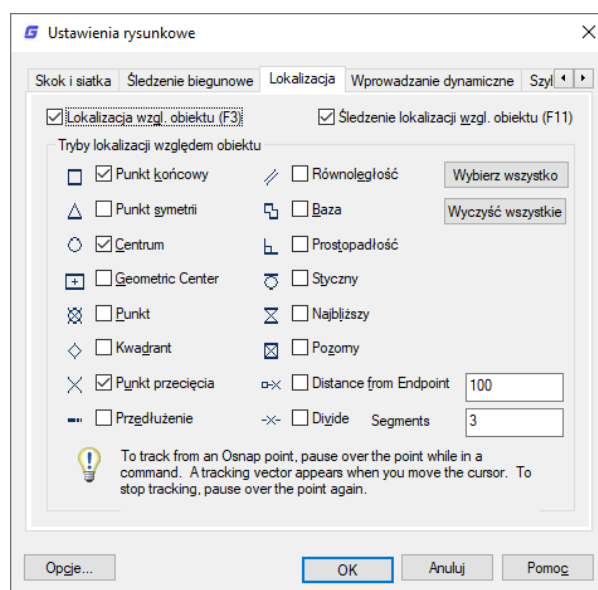 Ustawienia rysunkowe
Skok i siatka Śledzenie biegunowe Lokalizacja Wprowadzanie dynamiczne Szyl
Lokalizacja wzgl. obiektu (F3) Śledzenie lokalizacji wzgl. obiektu (F11)
Tryby lokalizacji względem obiektu
Punkt końcowy Równoległość Wybierz wszystko
Punkt symetrii Baza Wyczyść wszystkie
Centrum Prostopadłość
Geometric Center Styczny
Punkt Najbliższy
Kwadrant Pozorny
Punkt przecięcia Distance from Endpoint 100
Przedłużenie Divide Segments 3
To track from an Osnap point, pause over the point while in a
command. A tracking vector appears when you move the cursor. To
stop tracking, pause over the point again.
Opcje... OK Anuluj Pomoc